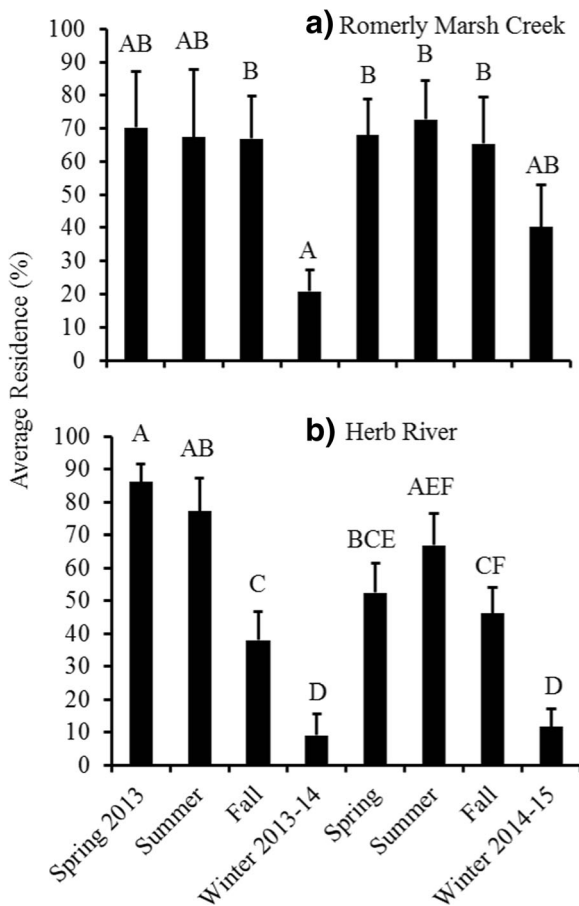 a) Romerly Marsh Creek
100
90
80
70
60
50
40
30
20
10
0
AB
AB
B
A
B
B
B
AB
Average Residence (%)
b) Herb River
100
90
80
70
60
50
40
30
20
10
0
A
AB
C
D
BCE
AEF
CF
D
Spring 2013
Summer
Fall
Winter 2013-14
Spring
Summer
Fall
Winter 2014-15